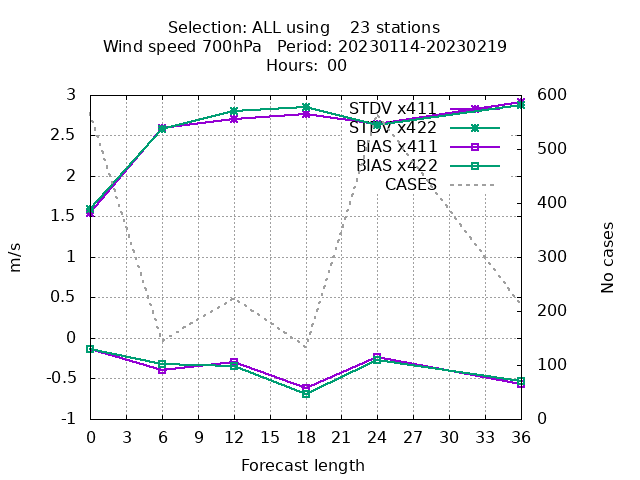 Selection: ALL using    23 stations
Wind speed 700hPa   Period: 20230114-20230219
Hours:  00
STDV x411
STDV x422
BIAS x411
BIAS x422
CASES
3
2.5
2
1.5
1
0.5
0
-0.5
-1
m/s
600
500
400
300
200
100
0
No cases
0 3 6 9 12 15 18 21 24 27 30 33 36
Forecast length